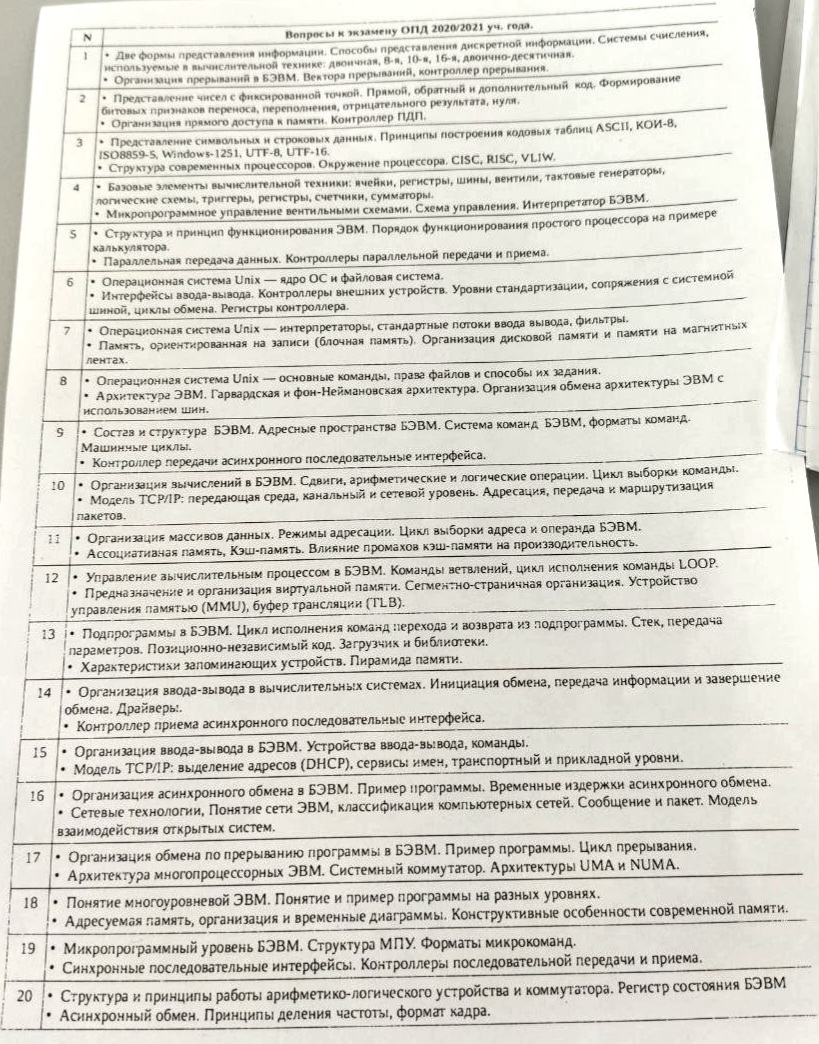 N Вопросы к экзамену ОПД 2020/2021 уч. года.
1 • Две формы представления информации. Способы представления дискретной информации. Системы счисления,
используемые в вычислительной технике: двоичная, 8-я, 10-я, 16-я, двоично-десятичная.
• Организация прерываний в БЭВМ. Вектора прерываний, контроллер прерывания.
2 • Представление чисел с фиксированной точкой. Прямой, обратный и дополнительный код. Формирование
битовых признаков переноса, переполнения, отрицательного результата, нуля.
• Организация прямого доступа к памяти. Контроллер ПДП.
3 • Представление символьных и строковых данных. Принципы построения кодовых таблиц ASCII, КОИ-8,
ISO8859-5, Windows-1251, UTF-8, UTF-16.
• Структура современных процессоров. Окружение процессора. CISC, RISC, VLIW.
4 • Базовые элементы вычислительной техники: ячейки, регистры, шины, вентили, тактовые генераторы,
логические схемы, триггеры, регистры, счетчики, сумматоры.
• Микропрограммное управление вентильными схемами. Схема управления. Интерпретатор БЭВМ.
5 • Структура и принцип функционирования ЭВМ. Порядок функционирования простого процессора на примере
калькулятора.
• Параллельная передача данных. Контроллеры параллельной передачи и приема.
6 • Операционная система Unix — ядро ОС и файловая система.
• Интерфейсы ввода-вывода. Контроллеры внешних устройств. Уровни стандартизации, сопряжения с системной
шиной, циклы обмена. Регистры контроллера.
7 • Операционная система Unix — интерпретаторы, стандартные потоки ввода вывода, фильтры.
• Память, ориентированная на записи (блочная память). Организация дисковой памяти и памяти на магнитных
лентах.
8 • Операционная система Unix — основные команды, права файлов и способы их задания.
• Архитектура ЭВМ. Гарвардская и фон-Неймановская архитектура. Организация обмена архитектуры ЭВМ с
использованием шин.
9 • Состав и структура БЭВМ. Адресные пространства БЭВМ. Система команд БЭВМ, форматы команд.
Машинные циклы.
• Контроллер передачи асинхронного последовательные интерфейса.
10 • Организация вычислений в БЭВМ. Сдвиги, арифметические и логические операции. Цикл выборки команды.
• Модель TCP/IP: передающая среда, канальный и сетевой уровень. Адресация, передача и маршрутизация
пакетов.
11 • Организация массивов данных. Режимы адресации. Цикл выборки адреса и операнда БЭВМ.
• Ассоциативная память, Кэш-память. Влияние промахов кэш-памяти на производительность.
12 • Управление вычислительным процессом в БЭВМ. Команды ветвлений, цикл исполнения команды LOOP.
• Предназначение и организация виртуальной памяти. Сегментно-страничная организация. Устройство
управления памятью (MMU), буфер трансляции (TLB).
13 • Подпрограммы в БЭВМ. Цикл исполнения команд перехода и возврата из подпрограммы. Стек, передача
параметров. Позиционно-независимый код. Загрузчик и библиотеки.
• Характеристики запоминающих устройств. Пирамида памяти.
14 • Организация ввода-вывода в вычислительных системах. Инициация обмена, передача информации и завершение
обмена. Драйверы.
• Контроллер приема асинхронного последовательные интерфейса.
15 • Организация ввода-вывода в БЭВМ. Устройства ввода-вывода, команды.
• Модель TCP/IP: выделение адресов (DHCP), сервисы имен, транспортный и прикладной уровни.
16 • Организация асинхронного обмена в БЭВМ. Пример программы. Временные издержки асинхронного обмена.
• Сетевые технологии, Понятие сети ЭВМ, классификация компьютерных сетей. Сообщение и пакет. Модель
взаимодействия открытых систем.
17 • Организация обмена по прерыванию программы в БЭВМ. Пример программы. Цикл прерывания.
• Архитектура многопроцессорных ЭВМ. Системный коммутатор. Архитектуры UMA и NUMA.
18 • Понятие многоуровневой ЭВМ. Понятие и пример программы на разных уровнях.
• Адресуемая память, организация и временные диаграммы. Конструктивные особенности современной памяти.
19 • Микропрограммный уровень БЭВМ. Структура МПУ. Форматы микрокоманд.
• Синхронные последовательные интерфейсы. Контроллеры последовательной передачи и приема.
20 • Структура и принципы работы арифметико-логического устройства и коммутатора. Регистр состояния БЭВМ
• Асинхронный обмен. Принципы деления частоты, формат кадра.